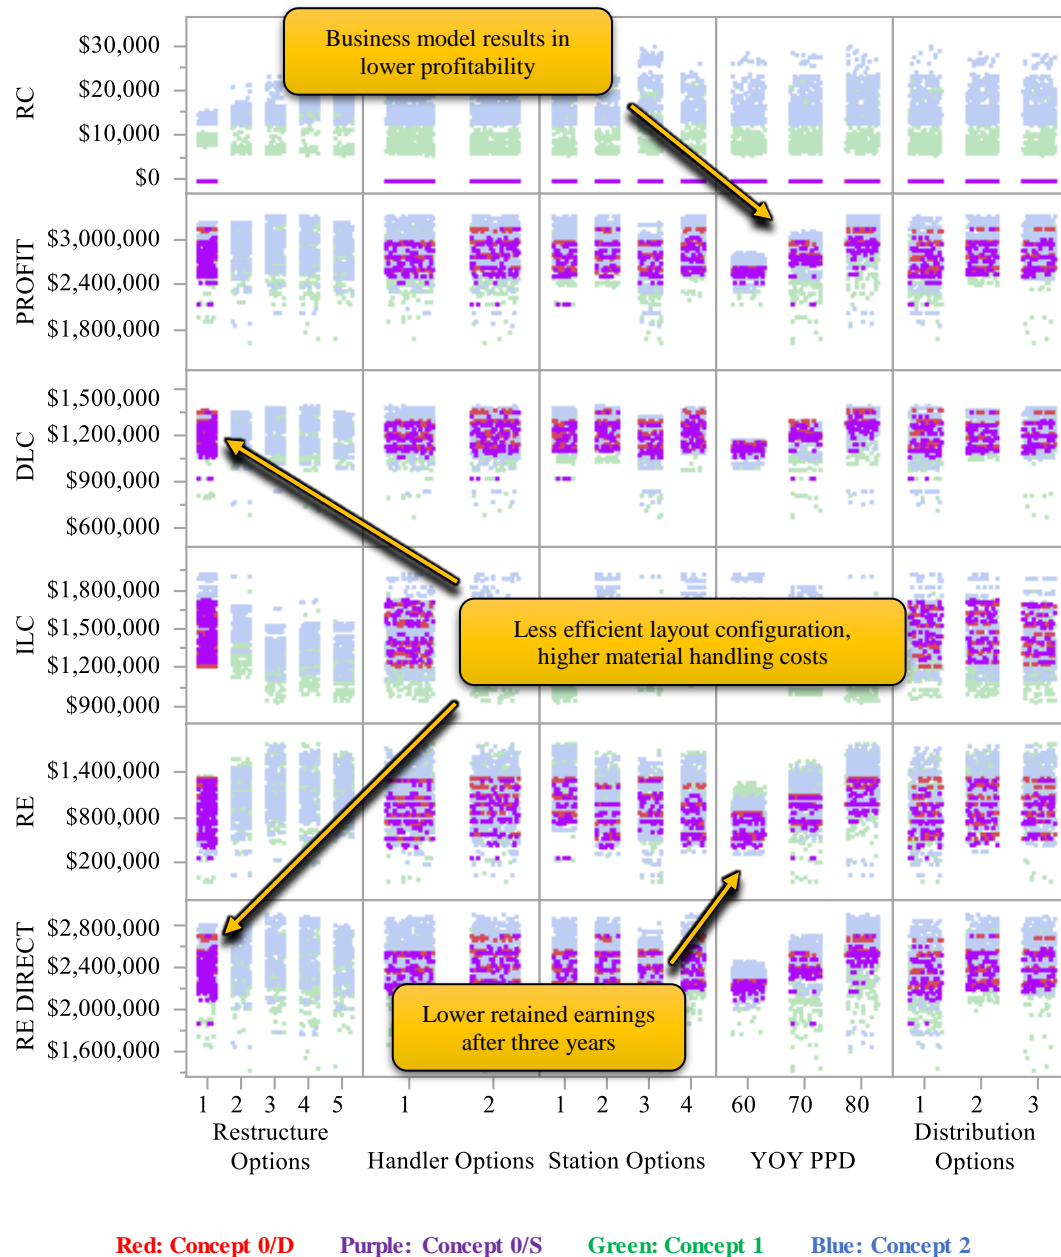 Business model results in
lower profitability
RC
$30,000
$20,000
$10,000
$0
PROFIT
$3,000,000
$2,400,000
$1,800,000
DLC
$1,500,000
$1,200,000
$900,000
$600,000
ILC
$1,800,000
$1,500,000
$1,200,000
$900,000
Less efficient layout configuration,
higher material handling costs
RE
$1,400,000
$800,000
$200,000
RE DIRECT
$2,800,000
$2,400,000
$2,000,000
$1,600,000
Lower retained earnings
after three years
1 2 3 4 5 1 2 1 2 3 4 60 70 80 1 2 3
Restructure
Options
Handler Options
Station Options
YOY PPD
Distribution
Options
Red: Concept 0/D Purple: Concept 0/S Green: Concept 1 Blue: Concept 2